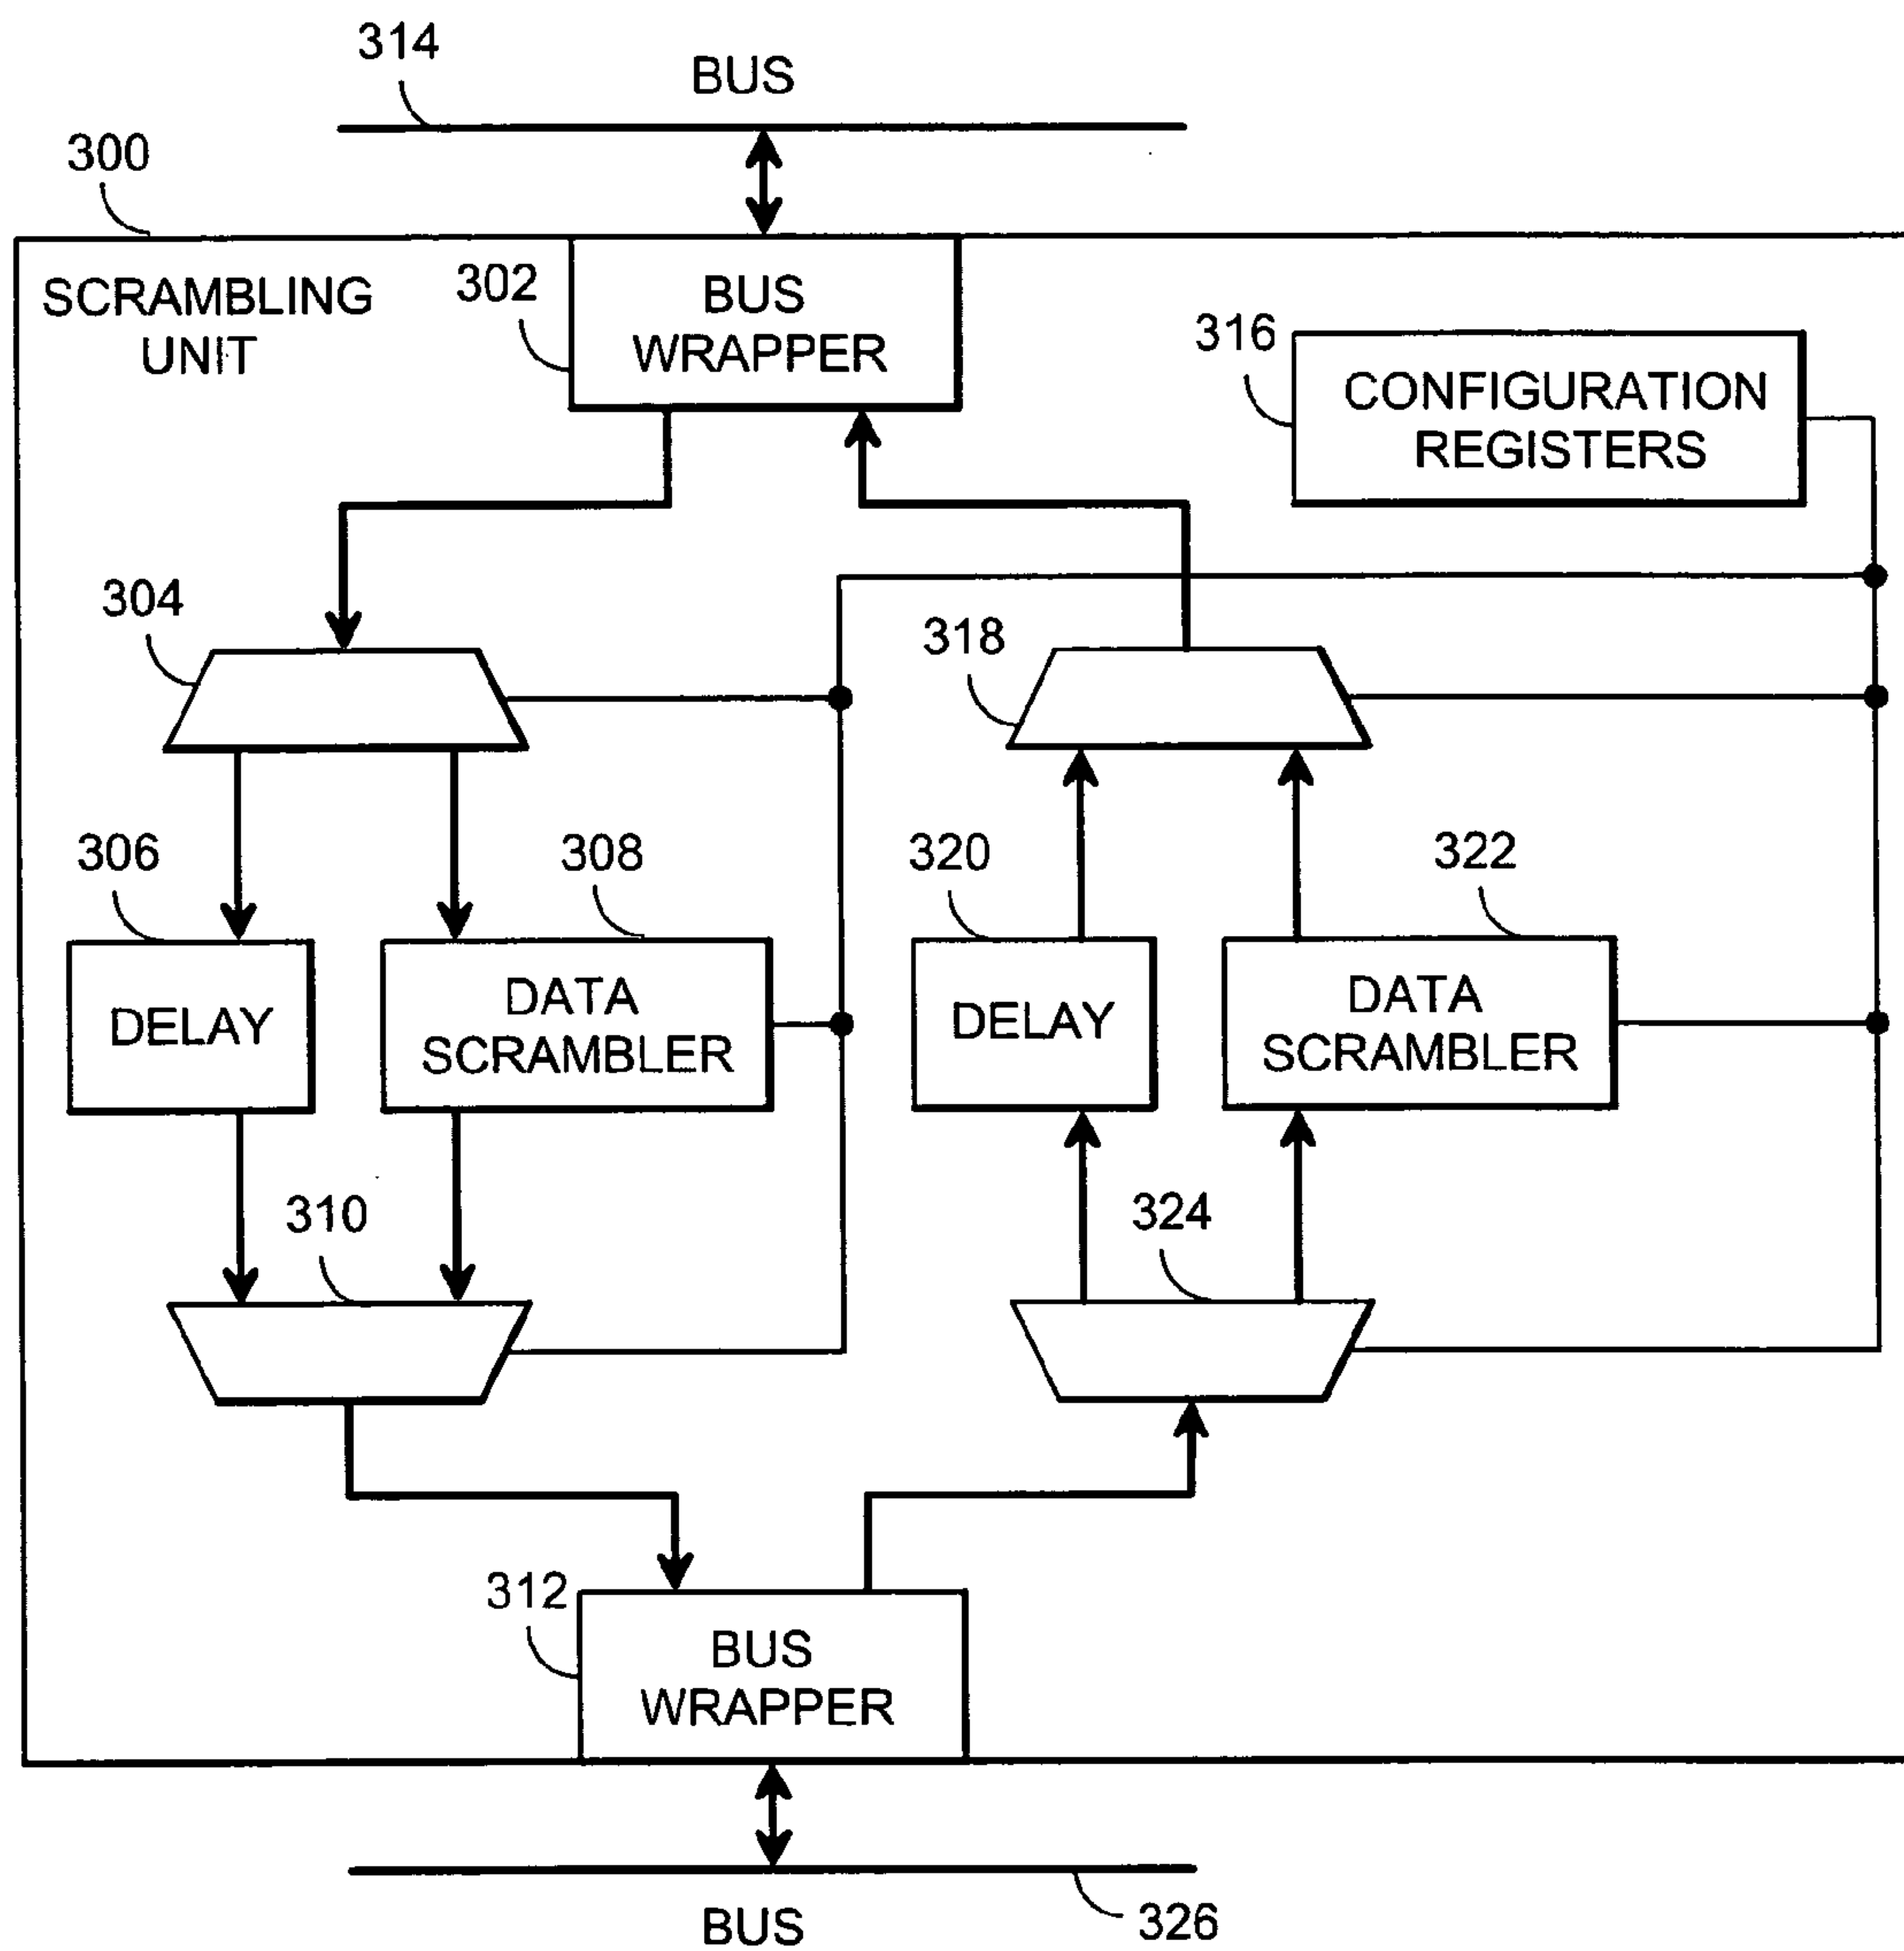 314
BUS
300
SCRAMBLING
UNIT
302
BUS
WRAPPER
316
CONFIGURATION
REGISTERS
304
318
306
308
320
322
DELAY
DATA
SCRAMBLER
DELAY
DATA
SCRAMBLER
310
324
312
BUS
WRAPPER
BUS
326